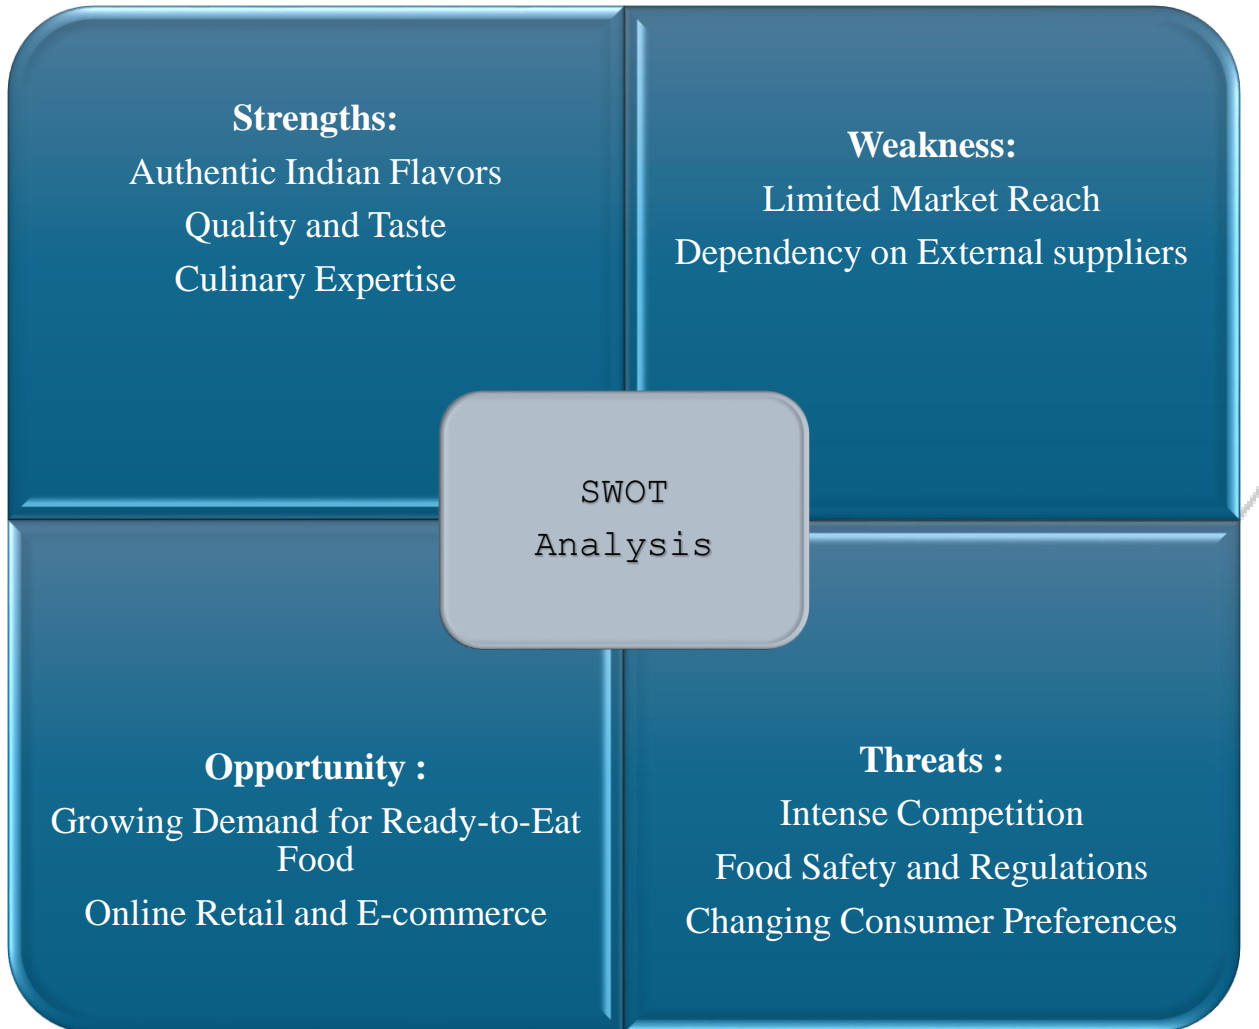 Strengths:
Authentic Indian Flavors
Quality and Taste
Culinary Expertise
Weakness:
Limited Market Reach
Dependency on External suppliers
SWOT
Analysis
Opportunity :
Growing Demand for Ready-to-Eat
Food
Online Retail and E-commerce
Threats :
Intense Competition
Food Safety and Regulations
Changing Consumer Preferences